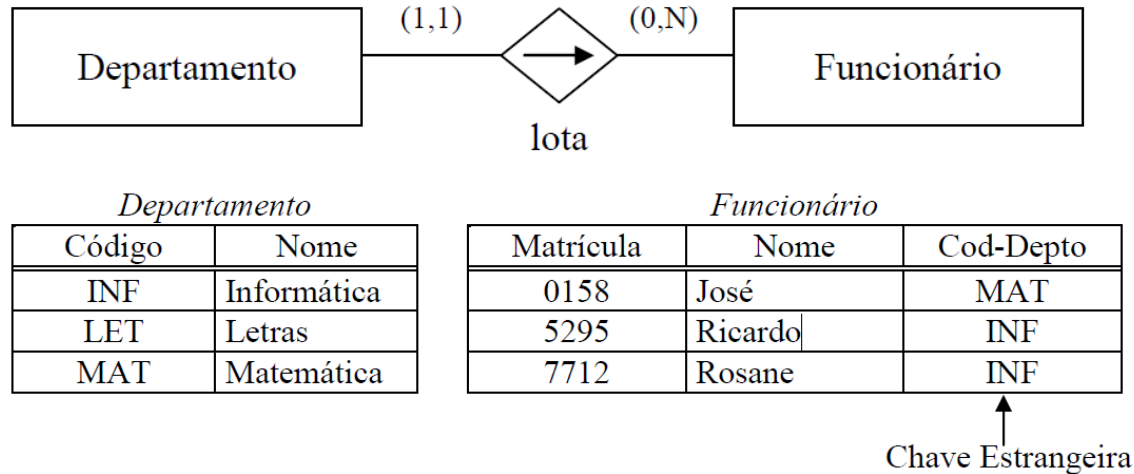 (1,1) (0,N)
Departamento Funcionário
lota
Departamento Funcionário
Código Nome Matrícula Nome Cod-Depto
INF Informática 0158 José MAT
LET Letras 5295 Ricardo INF
MAT Matemática 7712 Rosane INF
Chave Estrangeira